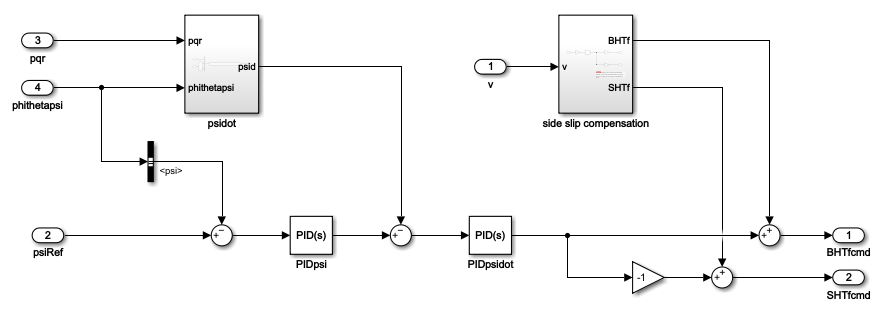 3
pqr
4
phithetapsi
pqr
psid
phithetapsi
psidot
<psi>
1
v
v
BHTf
SHTf
side slip compensation
2
psiRef
PID(s)
PIDpsi
PID(s)
PIDpsidot
-1
1
BHTfcmd
2
SHTfcmd